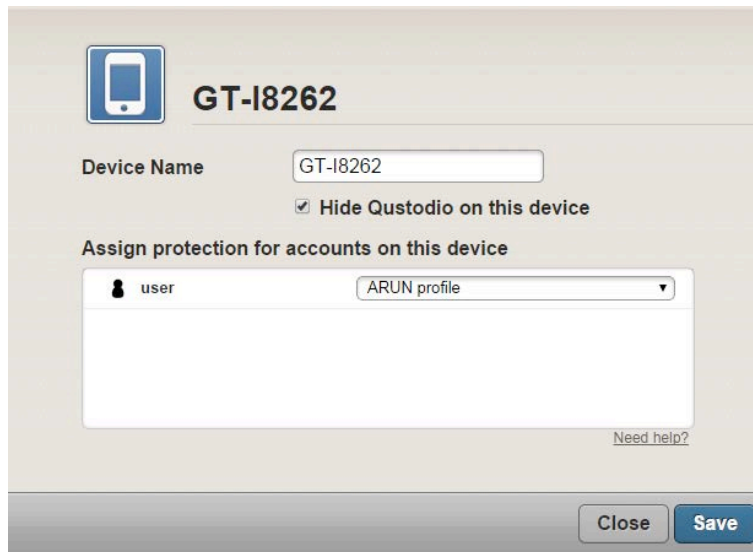 GT-I8262
Device Name GT-I8262
Hide Qustodio on this device
Assign protection for accounts on this device
user ARUN profile
Need help?
Close Save